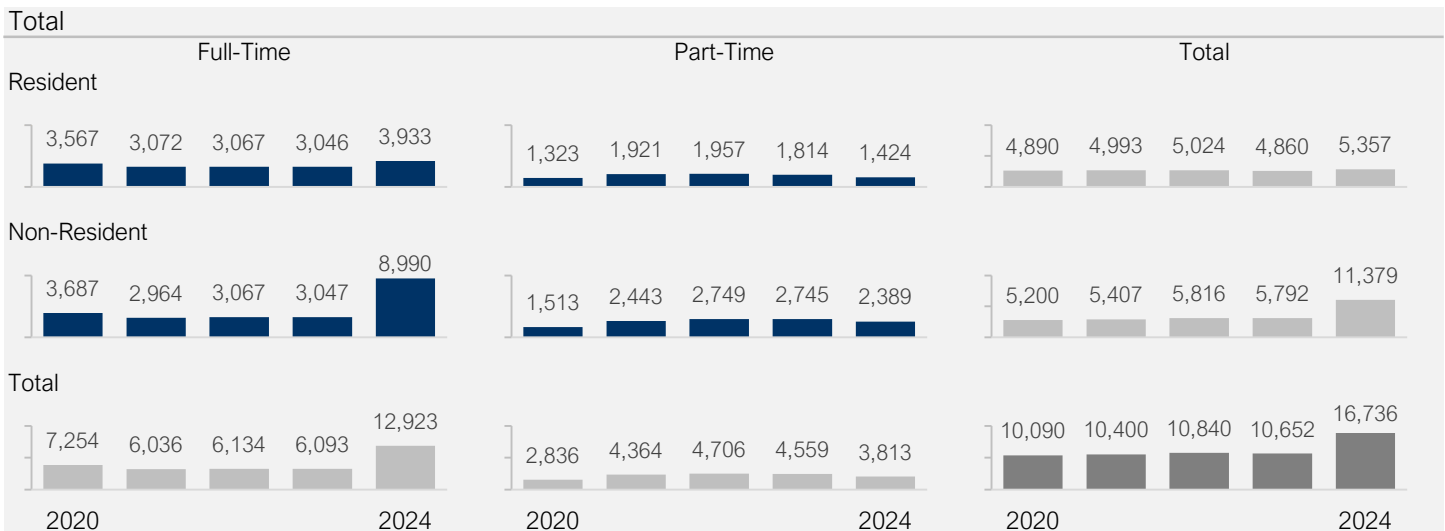 Total
Full-Time Part-Time Total
Resident
3,567 3,072 3,067 3,046 3,933 1,323 1,921 1,957 1,814 1,424 4,890 4,993 5,024 4,860 5,357
Non-Resident
3,687 2,964 3,067 3,047 8,990 1,513 2,443 2,749 2,745 2,389 5,200 5,407 5,816 5,792 11,379
Total
7,254 6,036 6,134 6,093 12,923 2,836 4,364 4,706 4,559 3,813 10,090 10,400 10,840 10,652 16,736
2020 2024 2020 2024 2020 2024